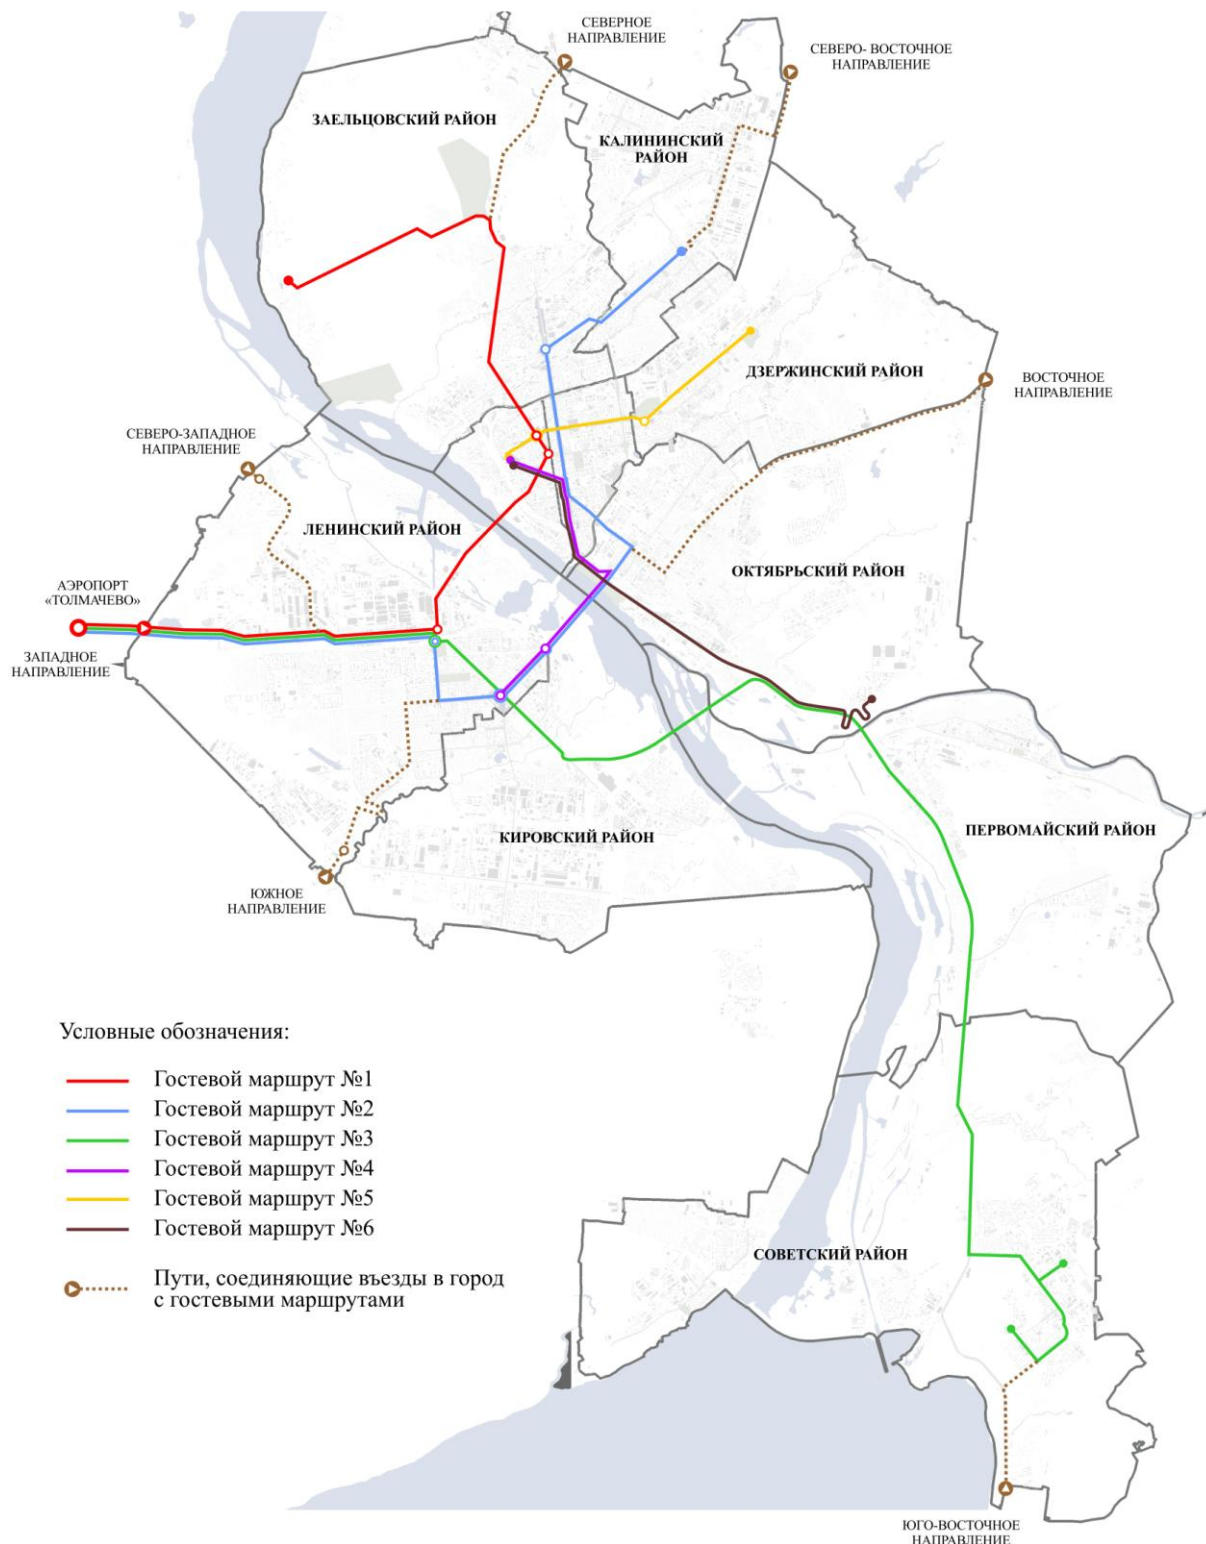 СЕВЕРНОЕ
НАПРАВЛЕНИЕ
СЕВЕРО- ВОСТОЧНОЕ
НАПРАВЛЕНИЕ
ЗАЕЛЬЦОВСКИЙ РАЙОН
КАЛИНИНСКИЙ
РАЙОН
ДЗЕРЖИНСКИЙ РАЙОН
ВОСТОЧНОЕ
НАПРАВЛЕНИЕ
СЕВЕРО-ЗАПАДНОЕ
НАПРАВЛЕНИЕ
ЛЕНИНСКИЙ РАЙОН
ОКТЯБРЬСКИЙ РАЙОН
АЭРОПОРТ
«ТОЛМАЧЕВО»
ЗАПАДНОЕ
НАПРАВЛЕНИЕ
КИРОВСКИЙ РАЙОН
ПЕРВОМАЙСКИЙ РАЙОН
ЮЖНОЕ
НАПРАВЛЕНИЕ
Условные обозначения:
Гостевой маршрут №1
Гостевой маршрут №2
Гостевой маршрут №3
Гостевой маршрут №4
Гостевой маршрут №5
Гостевой маршрут №6
Пути, соединяющие въезды в город
с гостевыми маршрутами
СОВЕТСКИЙ РАЙОН
ЮГО-ВОСТОЧНОЕ
НАПРАВЛЕНИЕ